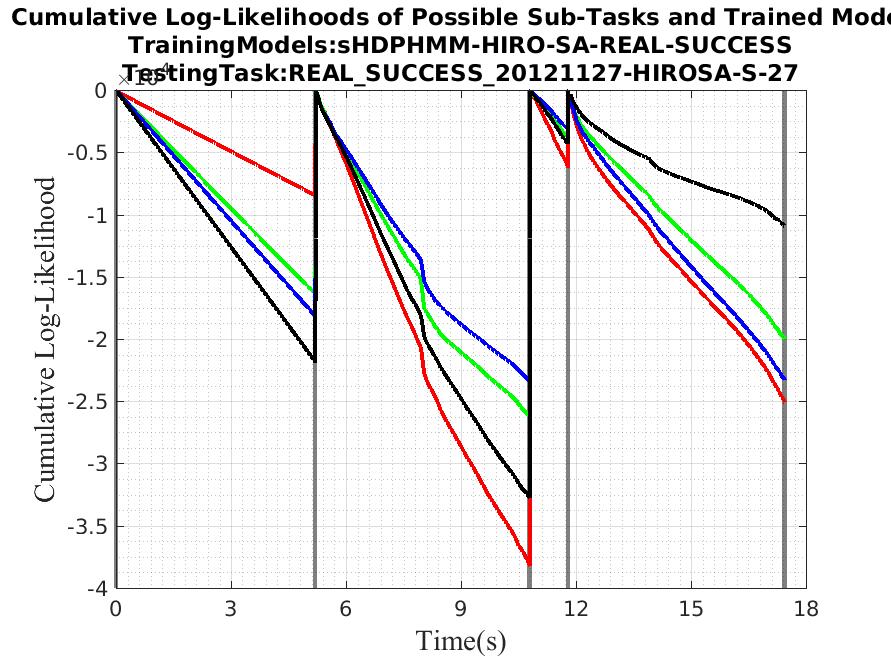 Cumulative Log-Likelihoods of Possible Sub-Tasks and Trained
TrainingModels:sHDPHMM-HIRO-SA-REAL-SUCCESS
TestingTask:REAL_SUCCESS_20121127-HIROSA-S-27
0
-0.5
-1
-1.5
-2
-2.5
-3
-3.5
-4
Cumulative Log-Likelihood
0 3 6 9 12 15 18
Time(s)